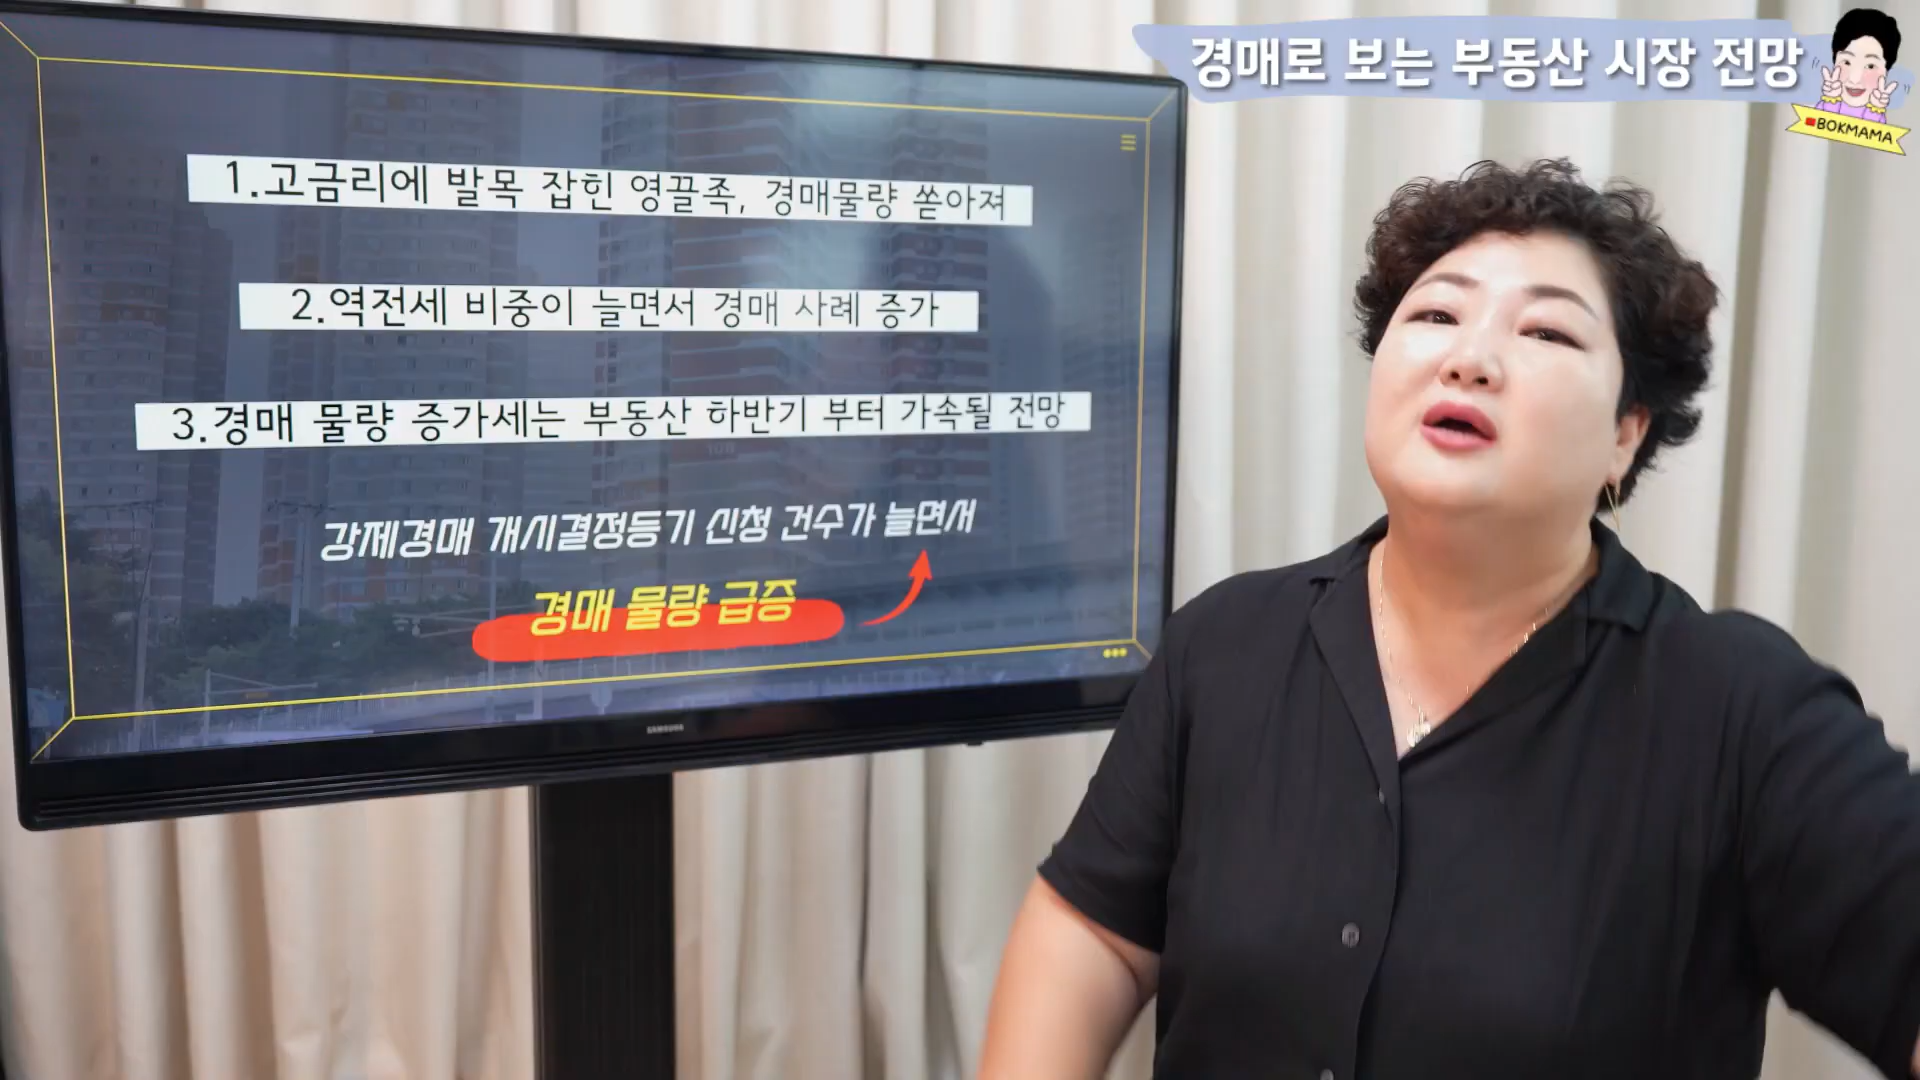 경매로 보는 부동산 시장 전망
BOKMAMA
1.고금리에 발목 잡힌 영끌족, 경매물량 쏟아져
2.역전세 비중이 늘면서 경매 사례 증가
3.경매 물량 증가세는 부동산 하반기 부터 가속될 전망
강제경매 개시결정등기 신청 건수가 늘면서
경매 물량 급증
SAMSUNG